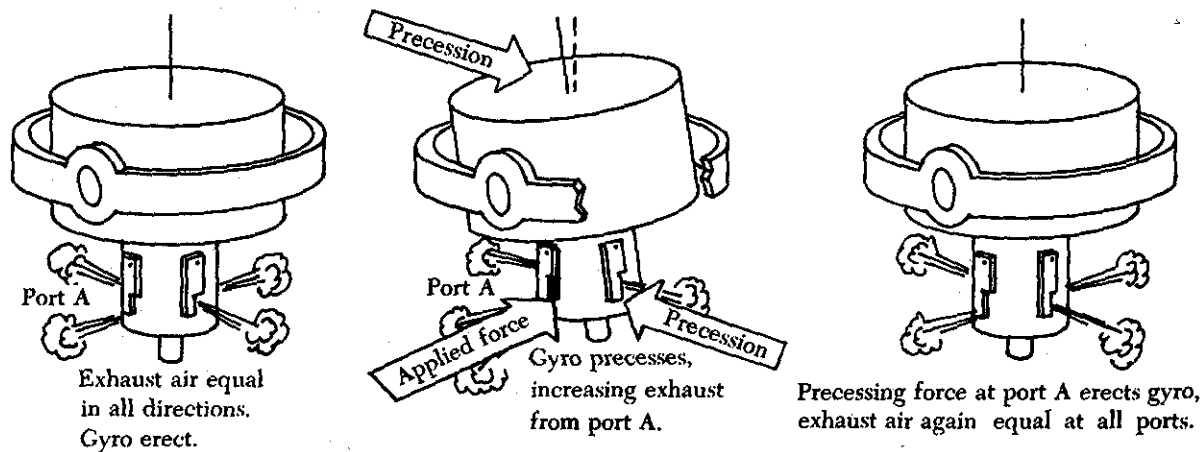 Port A
Exhaust air equal
in all directions.
Gyro erect.
Precession
Port A
Applied force
Precession
Gyro precesses,
increasing exhaust
from port A.
Precessing force at port A erects gyro,
exhaust air again equal at all ports.